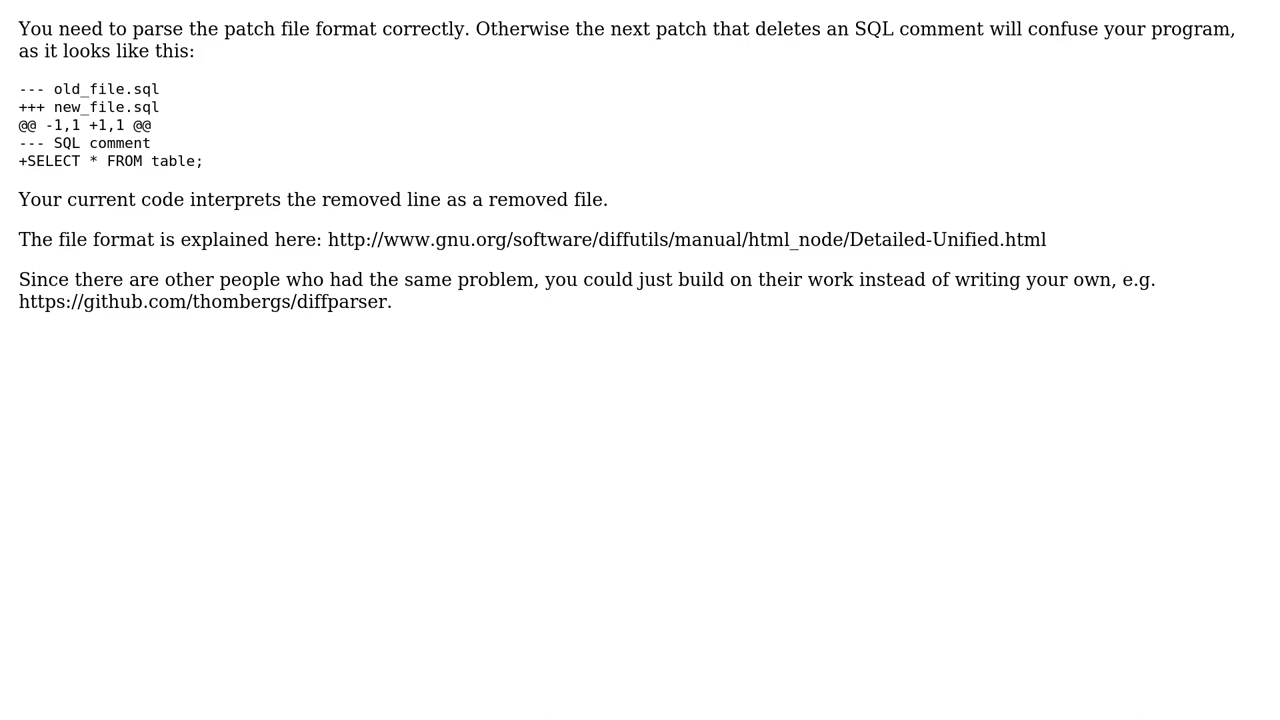 You need to parse the patch file format correctly. Otherwise the next patch that deletes an SQL comment will confuse your program,
as it looks like this:
--- old_file.sql
+++ new_file.sql
@@ -1,1 +1,1 @@
--- SQL comment
+SELECT * FROM table;
Your current code interprets the removed line as a removed file.
The file format is explained here: http://www.gnu.org/software/diffutils/manual/html_node/Detailed-Unified.html
Since there are other people who had the same problem, you could just build on their work instead of writing your own, e.g.
https://github.com/thombergs/diffparser.